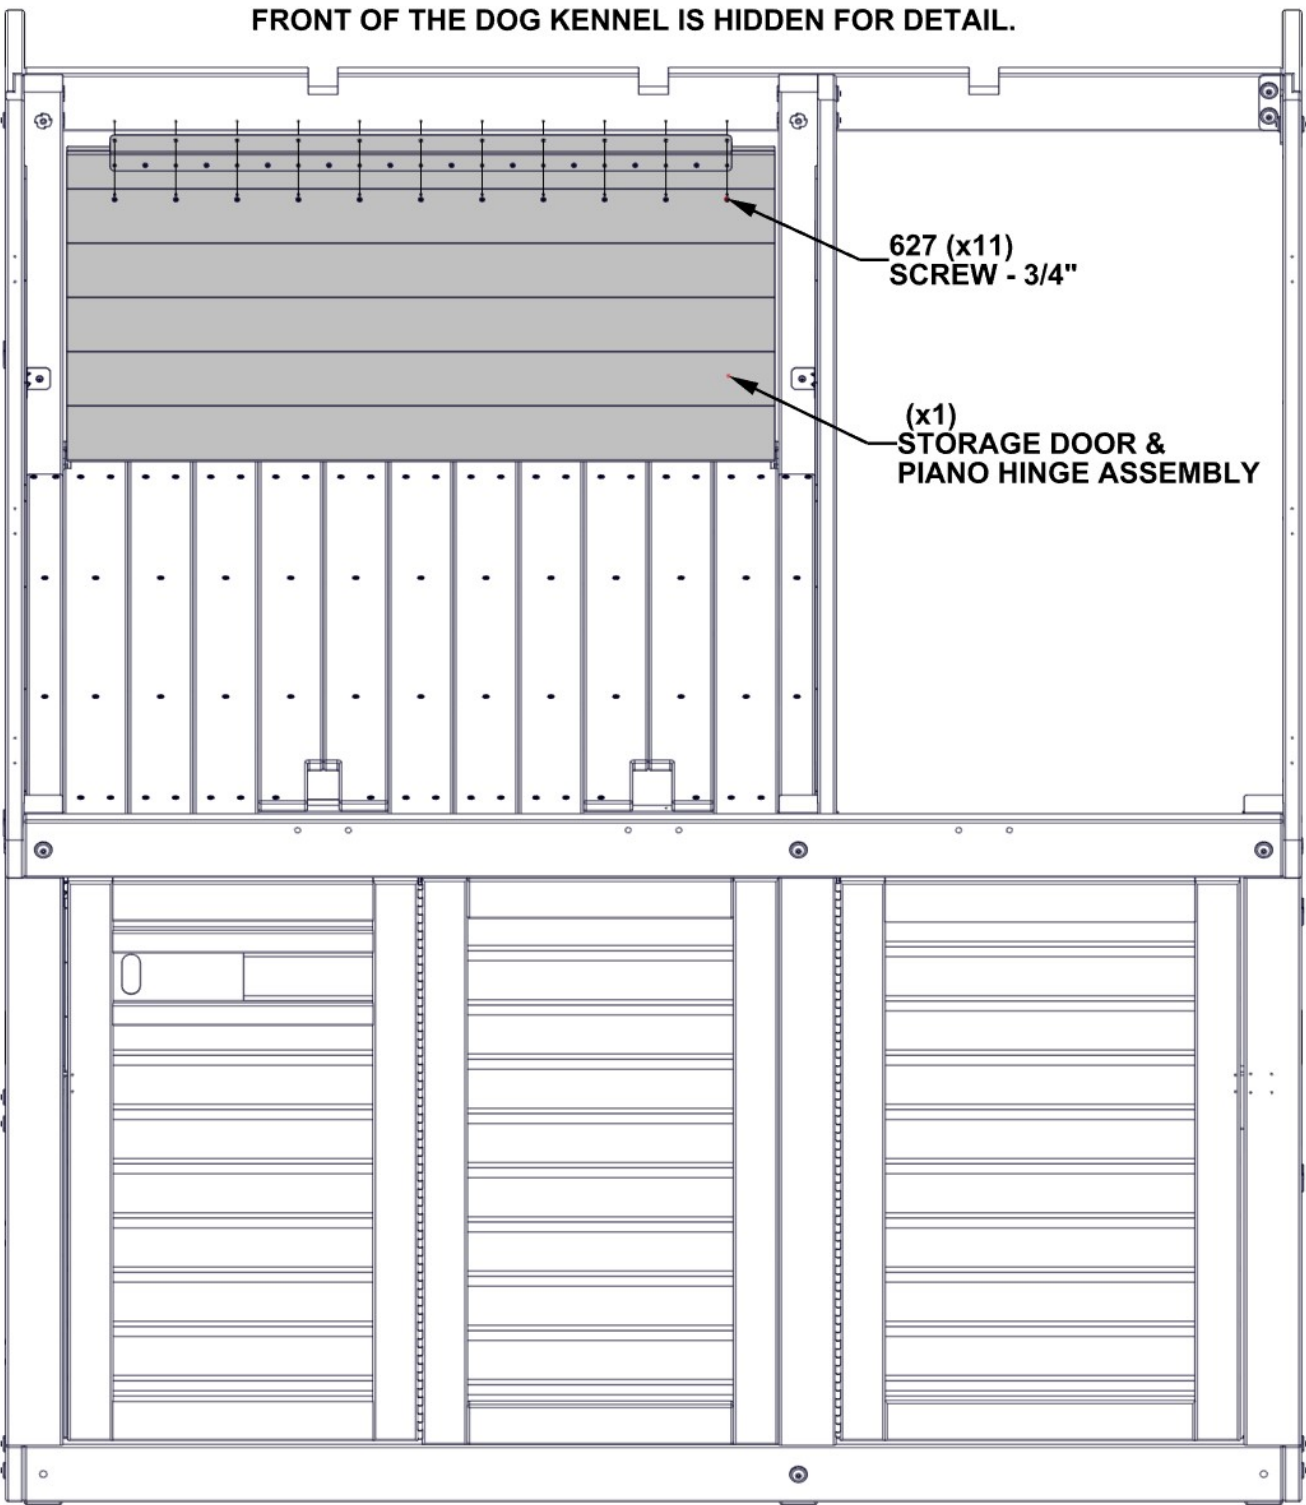 FRONT OF THE DOG KENNEL IS HIDDEN FOR DETAIL.
627 (x11)
SCREW - 3/4"
(x1)
STORAGE DOOR &
PIANO HINGE ASSEMBLY